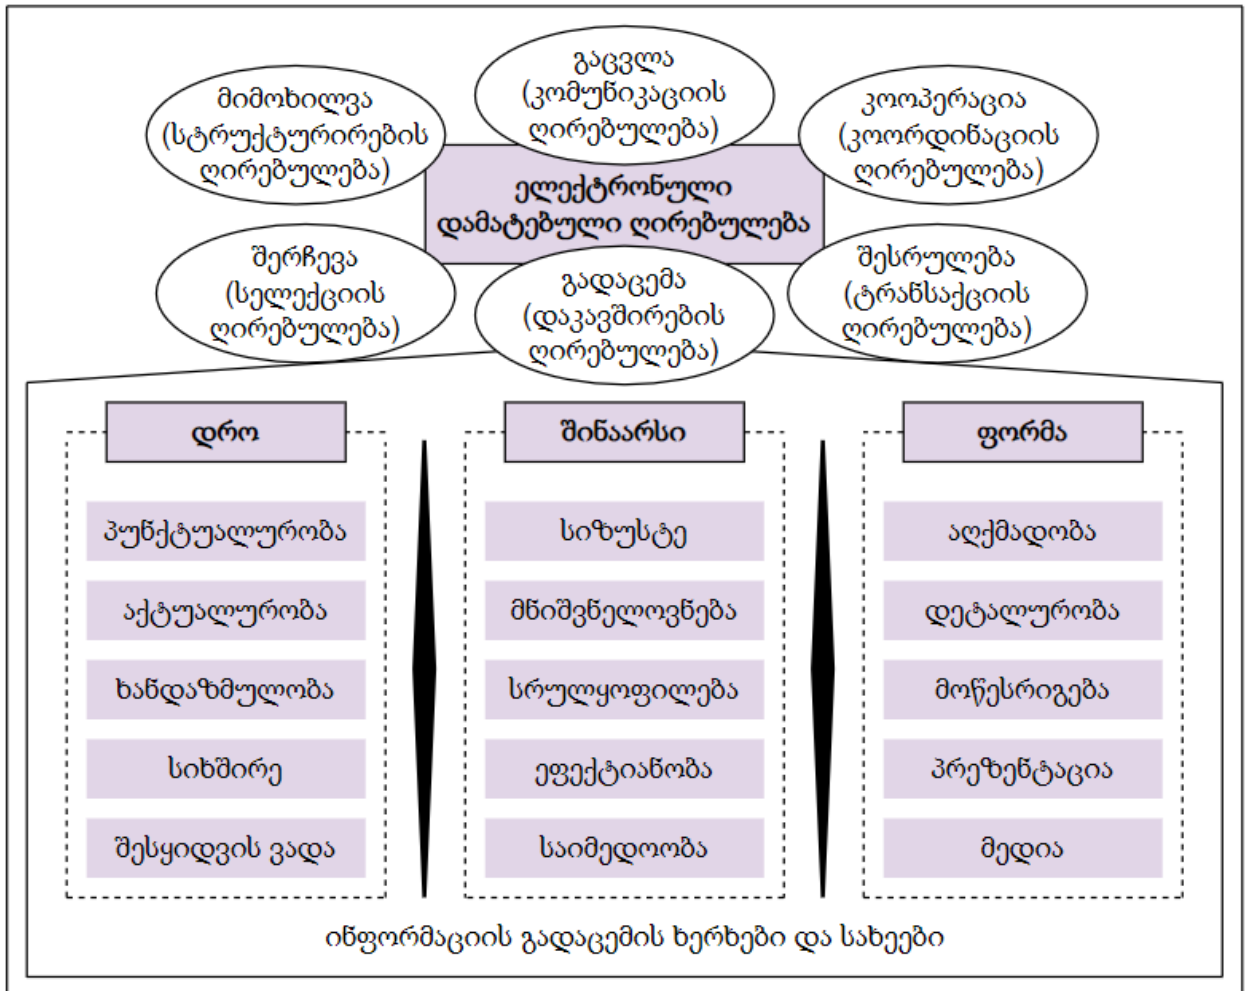 მიმოხილვა
(სტრუქტურირების
ღირებულება)
გაცვლა
(კომუნიკაციის
ღირებულება)
კოოპერაცია
(კოორდინაციის
ღირებულება)
ელექტრონული
დამატებული ღირებულება
შერჩევა
(სელექციის
ღირებულება)
გადაცემა
(დაკავშირების
ღირებულება)
შესრულება
(ტრანსაქციის
ღირებულება)
დრო
პუნქტუალურობა
აქტუალურობა
ხანდაზმულობა
სიხშირე
შესყიდვის ვადა
შინაარსი
სიზუსტე
მნიშვნელოვნება
სრულყოფილება
ეფექტიანობა
საიმედოობა
ფორმა
აღქმადობა
დეტალურობა
მოწესრიგება
პრეზენტაცია
მედია
ინფორმაციის გადაცემის ხერხები და სახეები